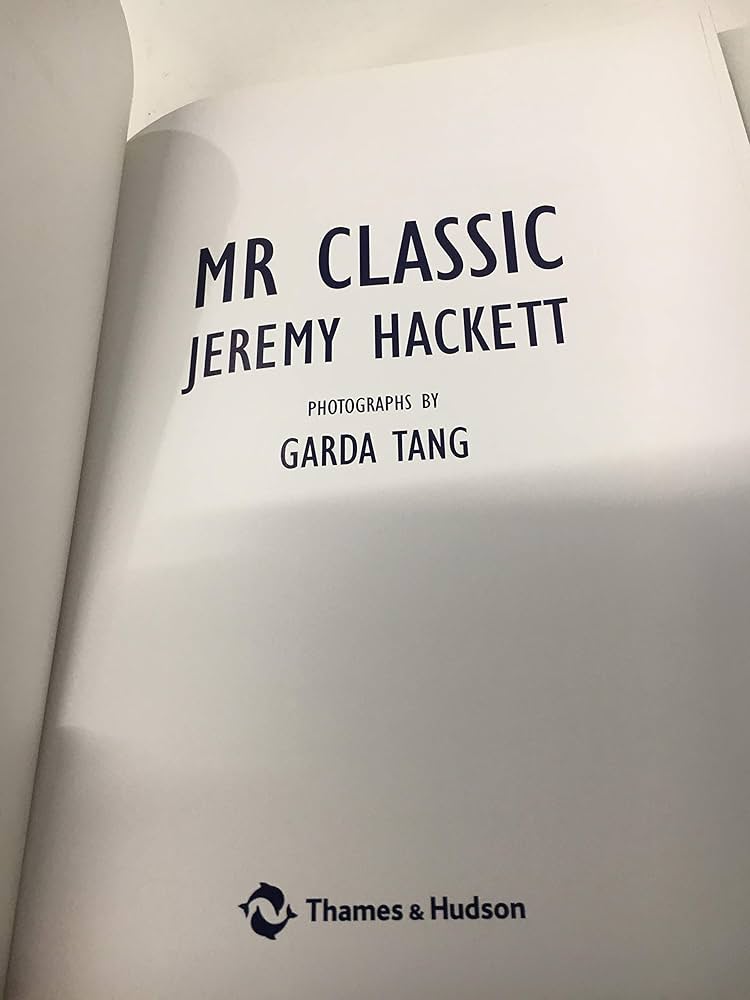 MR CLASSIC
JEREMY HACKETT
PHOTOGRAPHS BY
GARDA TANG
Thames & Hudson